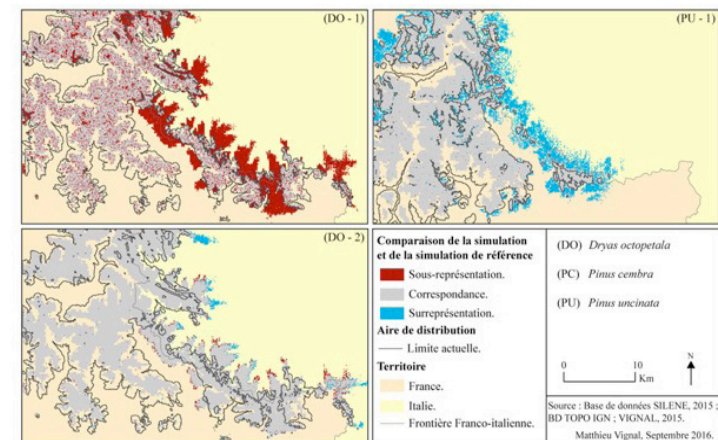 (DO - 1)
(PU - 1)
(DO - 2)
Comparaison de la simulation
et de la simulation de référence
Sous-représentation.
Correspondance.
Surreprésentation.
Aire de distribution
Limite actuelle.
Territoire
France.
Italie.
Frontière Franco-italienne.
(DO) Dryas octopetala
(PC) Pinus cembra
(PU) Pinus uncinata
0 10
Km
N
Source : Base de données SILENE, 2015 ;
BD TOPO IGN ; VIGNAL, 2015.
Matthieu Vignal, Septembre 2016.